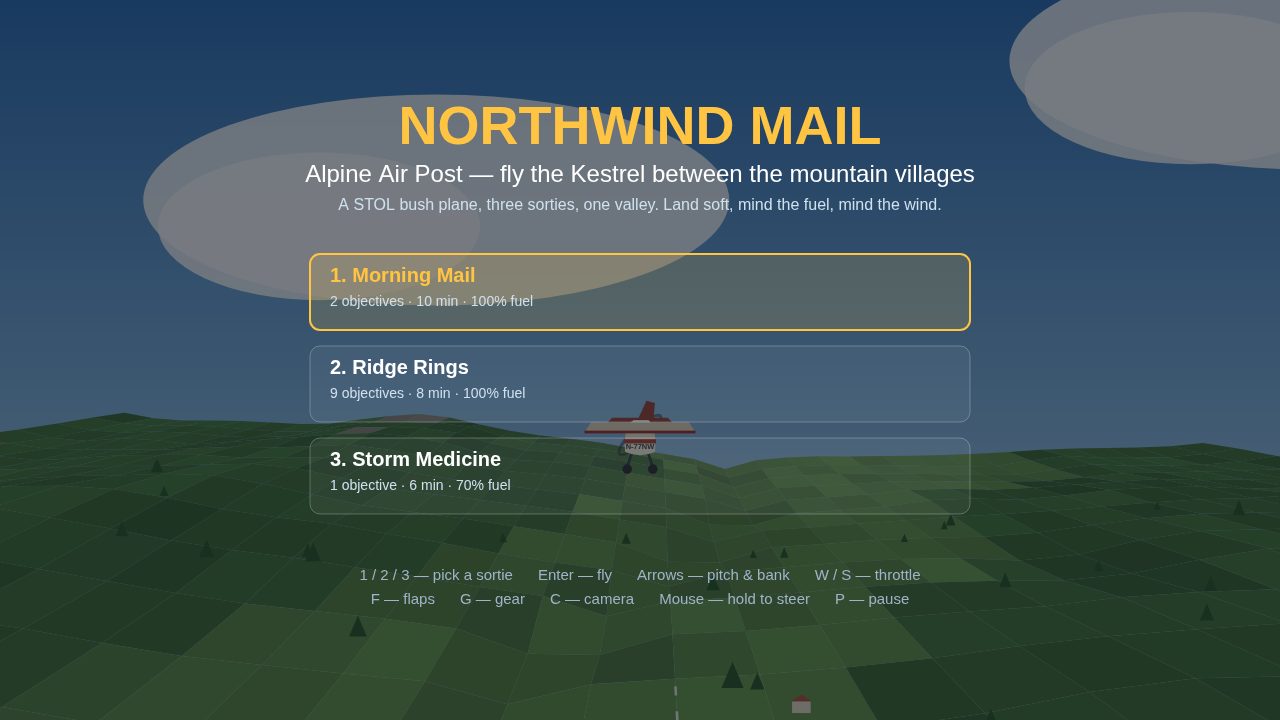 NORTHWIND MAIL
Alpine Air Post — fly the Kestrel between the mountain villages
A STOL bush plane, three sorties, one valley. Land soft, mind the fuel, mind the wind.
1. Morning Mail
2 objectives · 10 min · 100% fuel
2. Ridge Rings
9 objectives · 8 min · 100% fuel
N-77NW
3. Storm Medicine
1 objective · 6 min · 70% fuel
1 / 2 / 3 — pick a sortie Enter — fly Arrows — pitch & bank W / S — throttle
F — flaps G — gear C — camera Mouse — hold to steer P — pause